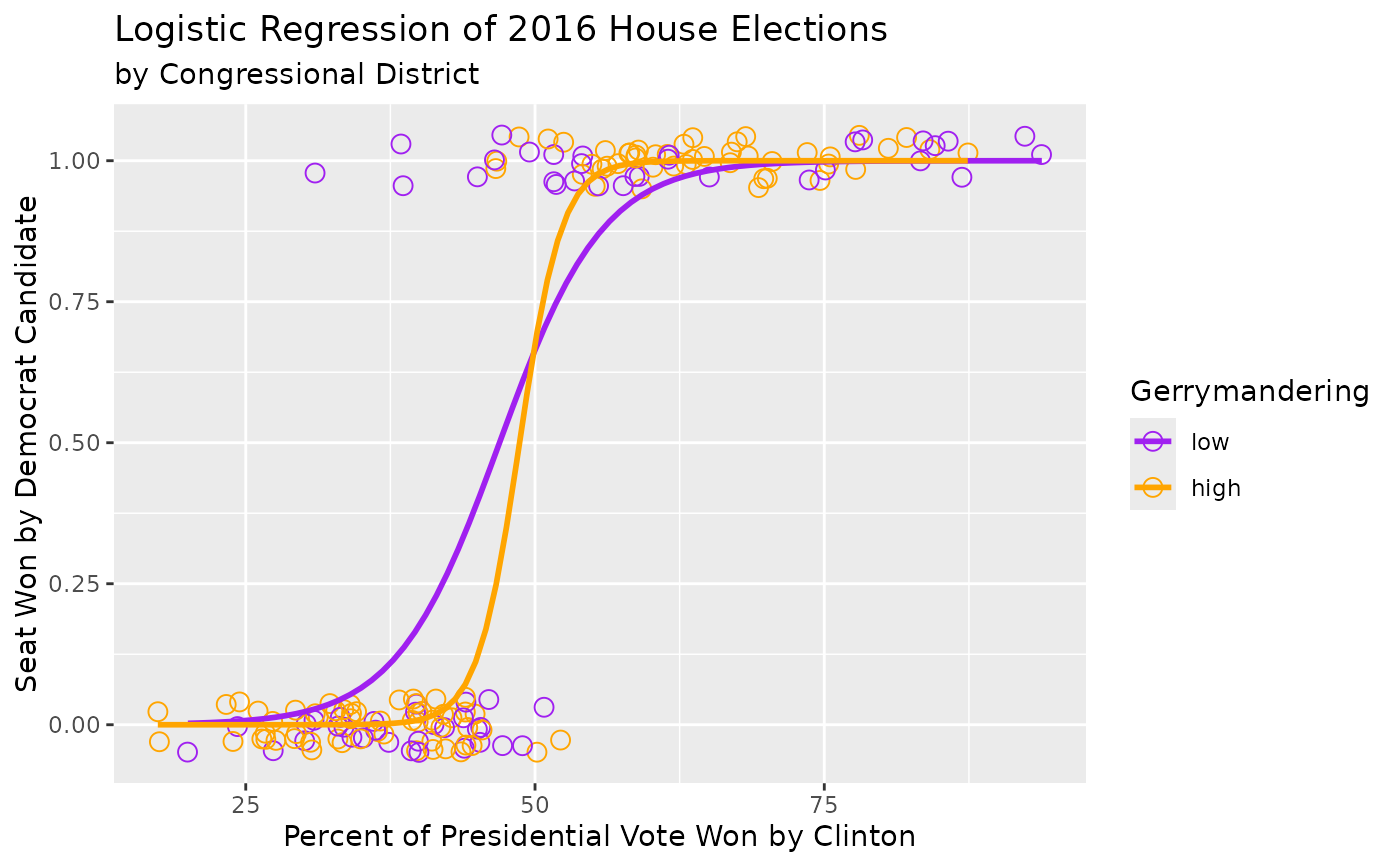 Logistic Regression of 2016 House Elections
by Congressional District
Seat Won by Democrat Candidate
1.00
0.75
0.50
0.25
0.00
25
50
75
Percent of Presidential Vote Won by Clinton
Gerrymandering
low
high